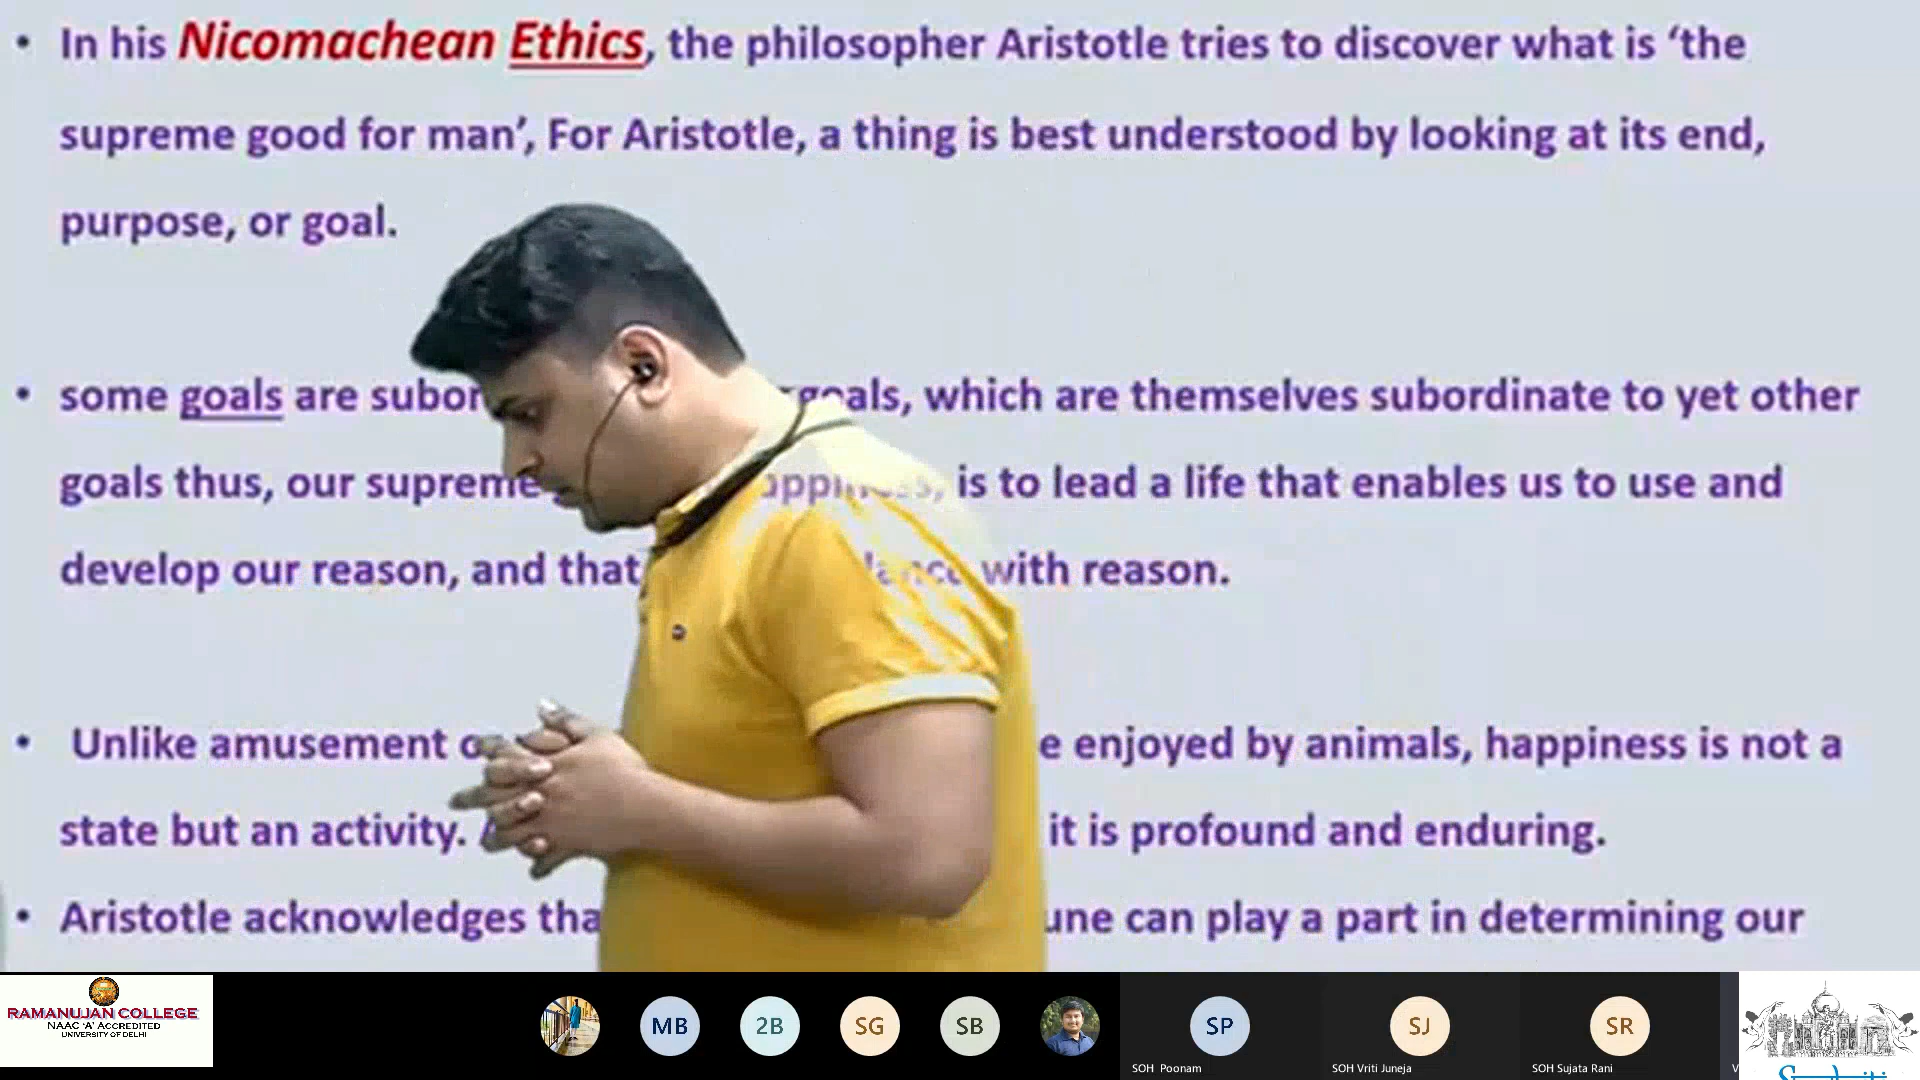 • In his Nicomachean Ethics, the philosopher Aristotle tries to discover what is ‘the
supreme good for man’, For Aristotle, a thing is best understood by looking at its end,
purpose, or goal.
• some goals are goals, which are themselves subordinate to yet other
goals thus, our supreme is to lead a life that enables us to use and
develop our reason, and that with reason.
• Unlike amusement enjoyed by animals, happiness is not a
state but an activity. it is profound and enduring.
• Aristotle acknowledges can play a part in determining our
RAMANUJAN COLLEGE
NAAC 'A' ACCREDITED
UNIVERSITY OF DELHI
MB 2B SG SB SP SJ SR
SOH Poonam SOH Vriti Juneja SOH Sujata Rani